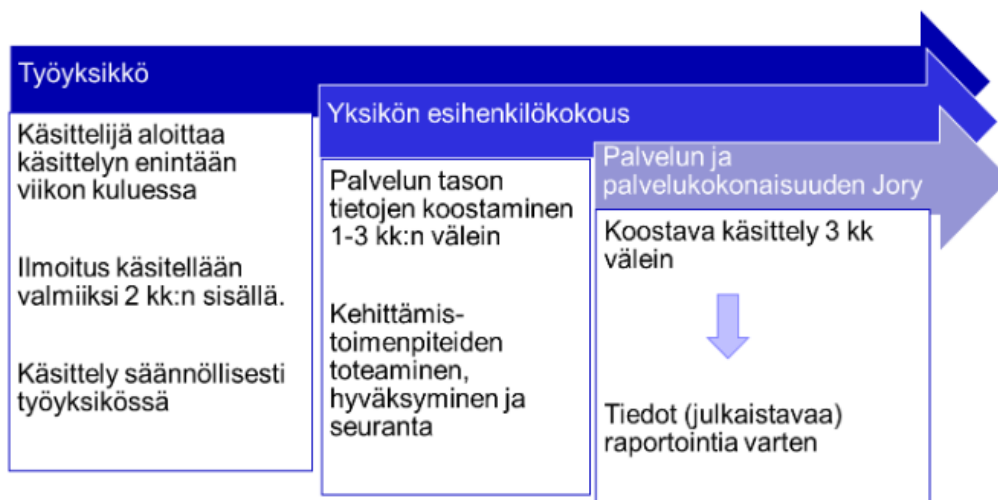 Työyksikkö
Käsittelijä aloittaa
käsittelyn enintään
viikon kuluessa
Ilmoitus käsitellään
valmiiksi 2 kk:n sisällä.
Käsittely säännöllisesti
työyksikössä
Yksikön esihenkilökokous
Palvelun tason
tietojen koostaminen
1-3 kk:n välein
Kehittämis-
toimenpiteiden
toteaminen,
hyväksyminen ja
seuranta
Palvelun ja
palvelukokonaisuuden Jory
Koostava käsittely 3 kk
välein
Tiedot (julkaistavaa)
raportointia varten